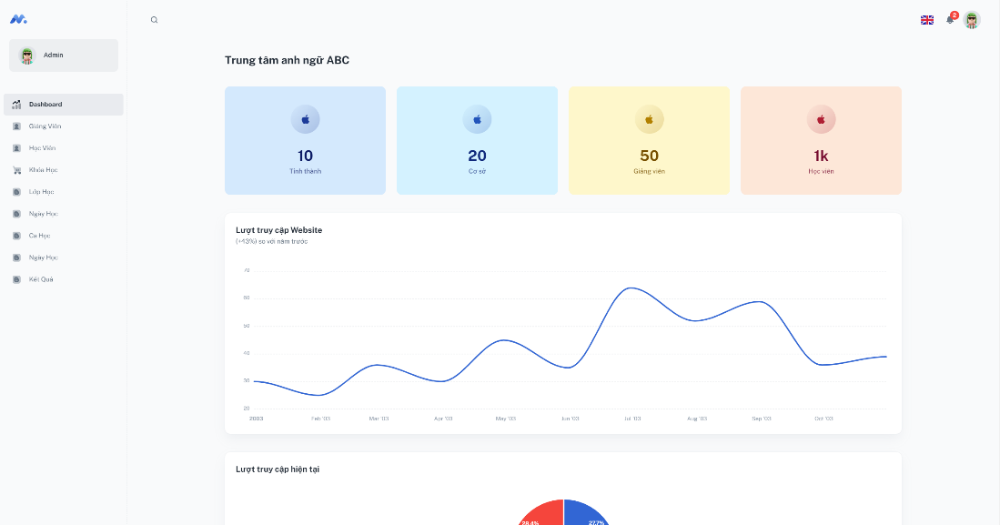 2
Admin
Dashboard
Giảng Viên
Học Viên
Khóa Học
Lớp Học
Ngày Học
Ca Học
Ngày Học
Kết Quả
Trung tâm anh ngữ ABC
10
Tỉnh thành
20
Cơ sở
50
Giảng viên
1k
Học viên
Lượt truy cập Website
(+43%) so với năm trước
70
60
50
40
30
20
2003
Feb '03
Mar '03
Apr '03
May '03
Jun '03
Jul '03
Aug '03
Sep '03
Oct '03
Lượt truy cập hiện tại
28.4%
27.7%